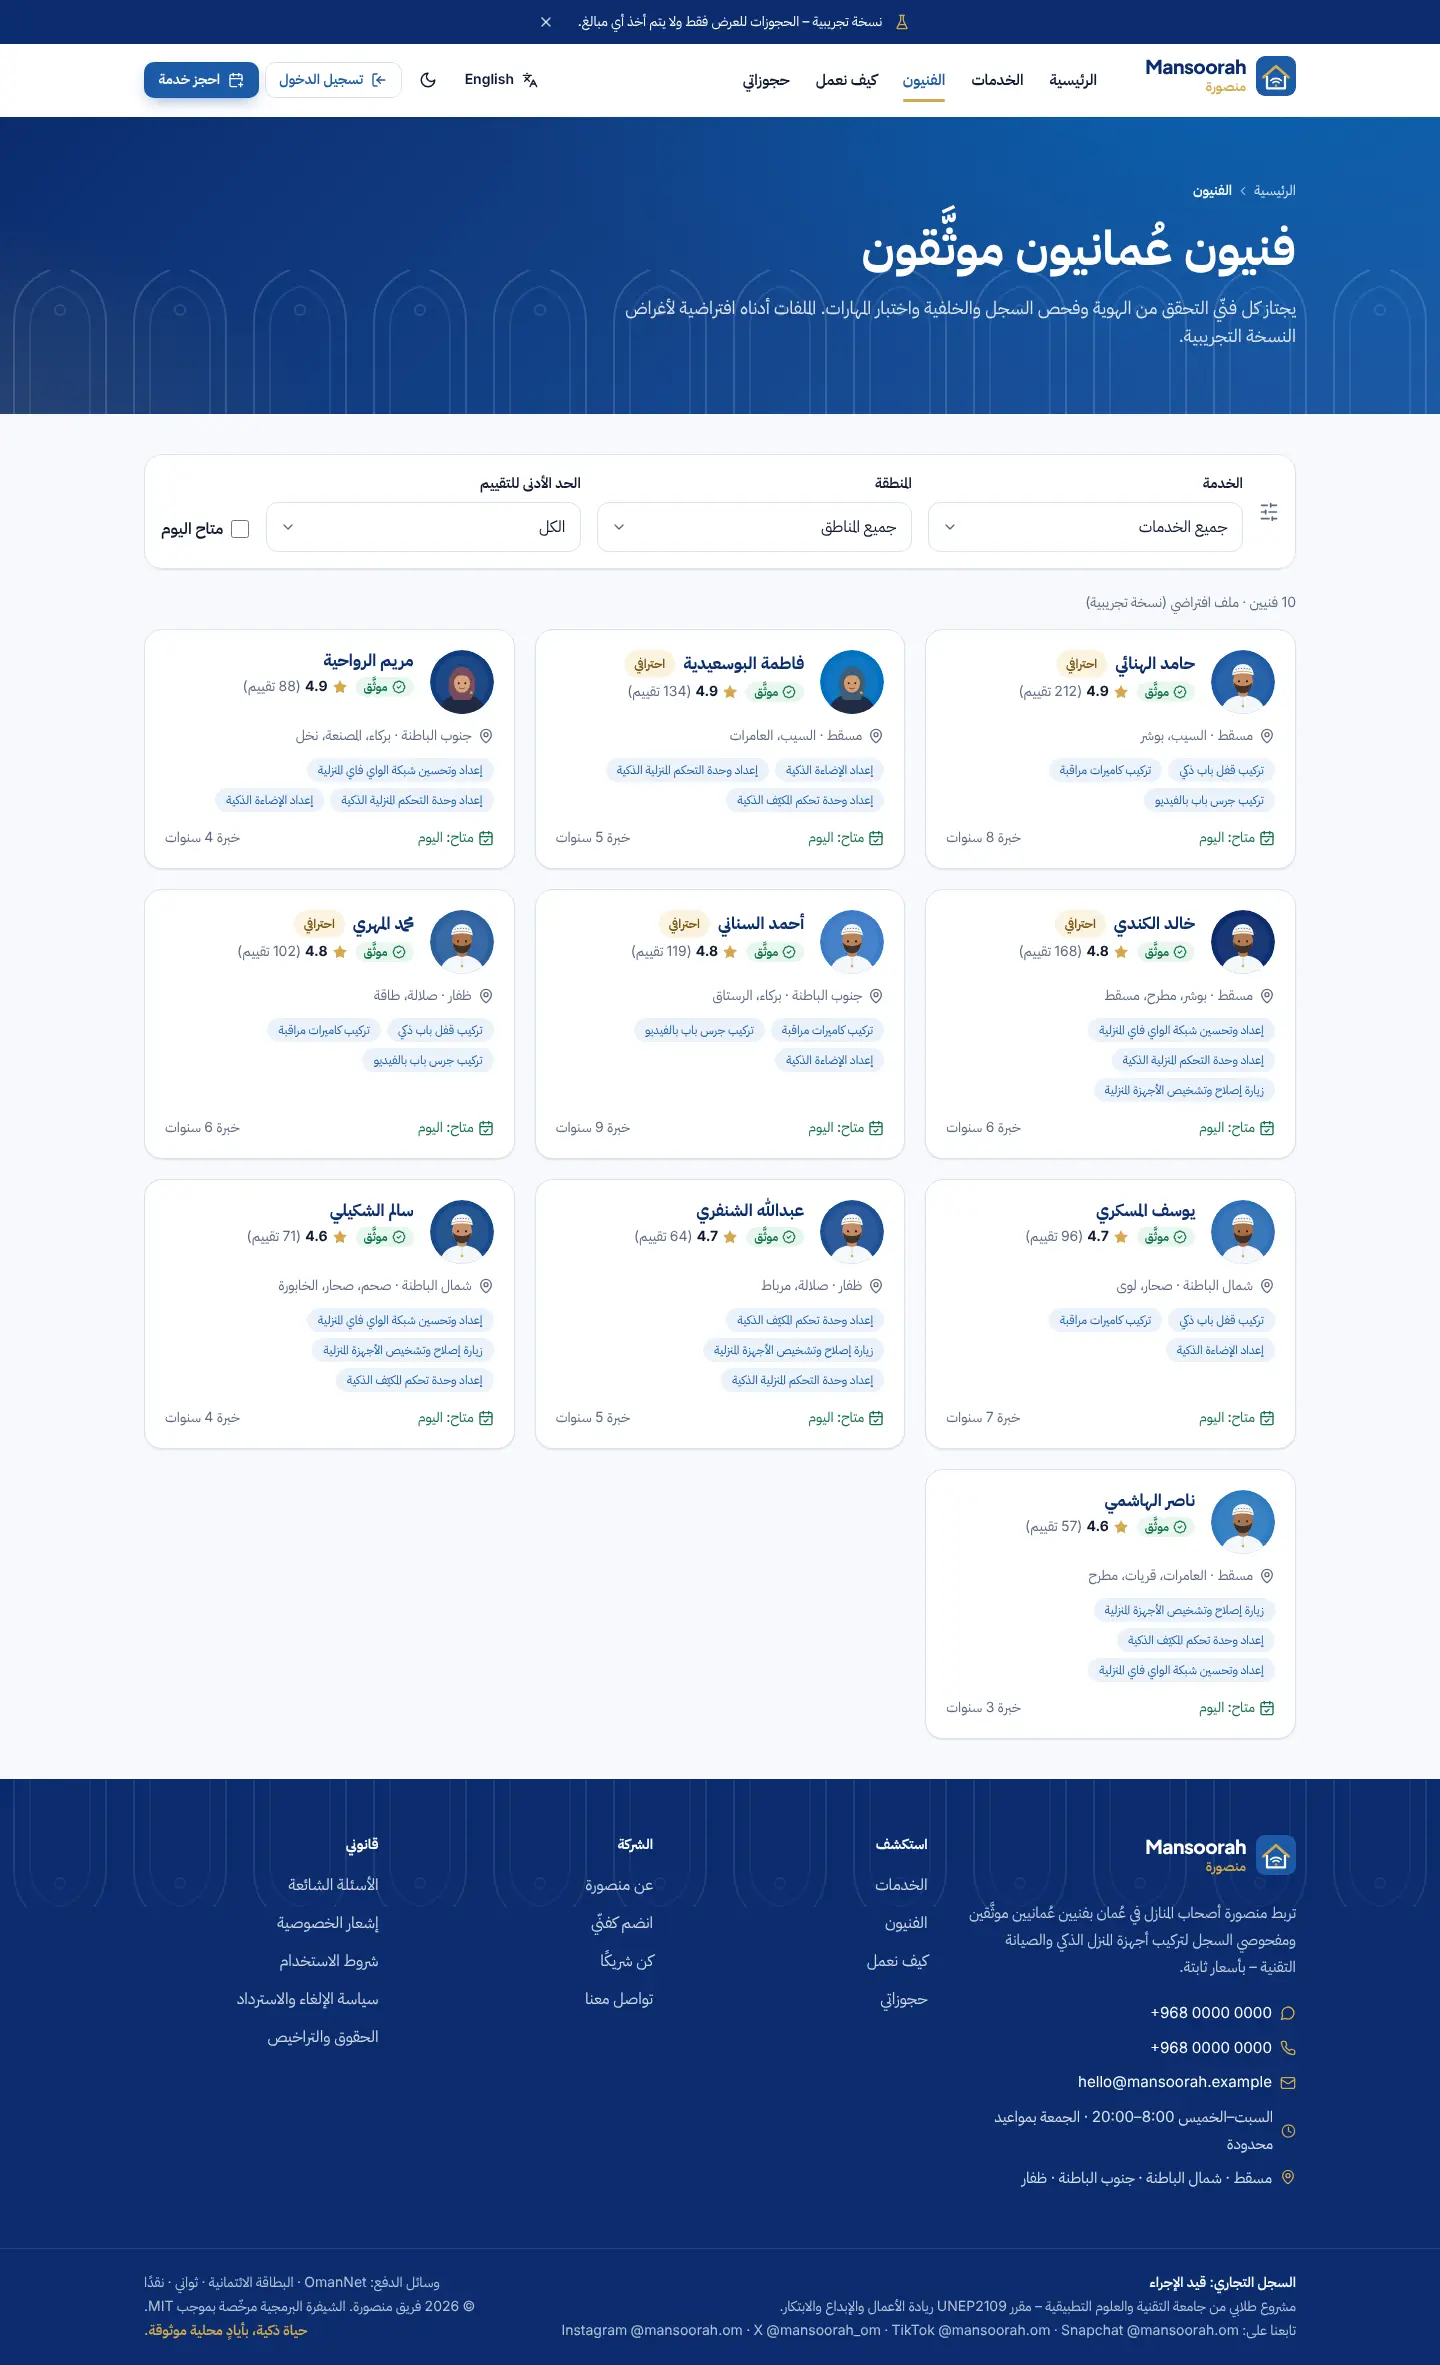 نسخة تجريبية – الحجوزات للعرض فقط ولا يتم أخذ أي مبالغ.
Mansoorah
منصورة
الرئيسية
الخدمات
الفنيون
كيف نعمل
حجوزاتي
English
تسجيل الدخول
احجز خدمة
الرئيسية › الفنيون
فنيون عُمانيون موثَّقون
يجتاز كل فنّي التحقق من الهوية وفحص السجل والخلفية واختبار المهارات. الملفات أدناه افتراضية لأغراض
النسخة التجريبية.
الخدمة
جميع الخدمات
المنطقة
جميع المناطق
الحد الأدنى للتقييم
الكل
متاح اليوم
10 فنيين · ملف افتراضي (نسخة تجريبية)
حامد الهنائي احترافي
موثَّق 4.9 (212 تقييم)
مسقط · السيب، بوشر
تركيب قفل باب ذكي
تركيب كاميرات مراقبة
تركيب جرس باب بالفيديو
متاح: اليوم
خبرة 8 سنوات
فاطمة البوسعيدية احترافي
موثَّق 4.9 (134 تقييم)
مسقط · السيب، العامرات
إعداد الإضاءة الذكية
إعداد وحدة التحكم المنزلية الذكية
إعداد وحدة تحكم المكيّف الذكية
متاح: اليوم
خبرة 5 سنوات
مريم الرواحية
موثَّق 4.9 (88 تقييم)
جنوب الباطنة · بركاء، المصنعة، نخل
إعداد وتحسين شبكة الواي فاي المنزلية
إعداد وحدة التحكم المنزلية الذكية
إعداد الإضاءة الذكية
متاح: اليوم
خبرة 4 سنوات
خالد الكندي احترافي
موثَّق 4.8 (168 تقييم)
مسقط · بوشر، مطرح، مسقط
إعداد وتحسين شبكة الواي فاي المنزلية
إعداد وحدة التحكم المنزلية الذكية
زيارة إصلاح وتشخيص الأجهزة المنزلية
متاح: اليوم
خبرة 6 سنوات
أحمد السناني احترافي
موثَّق 4.8 (119 تقييم)
جنوب الباطنة · بركاء، الرستاق
تركيب كاميرات مراقبة
تركيب جرس باب بالفيديو
إعداد الإضاءة الذكية
متاح: اليوم
خبرة 9 سنوات
محمد المهري احترافي
موثَّق 4.8 (102 تقييم)
ظفار · صلالة، طاقة
تركيب قفل باب ذكي
تركيب كاميرات مراقبة
تركيب جرس باب بالفيديو
متاح: اليوم
خبرة 6 سنوات
يوسف المسكري
موثَّق 4.7 (96 تقييم)
شمال الباطنة · صحار، لوى
تركيب قفل باب ذكي
تركيب كاميرات مراقبة
إعداد الإضاءة الذكية
متاح: اليوم
خبرة 7 سنوات
عبدالله الشنفري
موثَّق 4.7 (64 تقييم)
ظفار · صلالة، مرباط
إعداد وحدة تحكم المكيّف الذكية
زيارة إصلاح وتشخيص الأجهزة المنزلية
إعداد وحدة التحكم المنزلية الذكية
متاح: اليوم
خبرة 5 سنوات
سالم الشكيلي
موثَّق 4.6 (71 تقييم)
شمال الباطنة · صحم، صحار، الخابورة
إعداد وتحسين شبكة الواي فاي المنزلية
زيارة إصلاح وتشخيص الأجهزة المنزلية
إعداد وحدة تحكم المكيّف الذكية
متاح: اليوم
خبرة 4 سنوات
ناصر الهاشمي
موثَّق 4.6 (57 تقييم)
مسقط · العامرات، قريات، مطرح
زيارة إصلاح وتشخيص الأجهزة المنزلية
إعداد وحدة تحكم المكيّف الذكية
إعداد وتحسين شبكة الواي فاي المنزلية
متاح: اليوم
خبرة 3 سنوات
Mansoorah
منصورة
تربط منصورة أصحاب المنازل في عُمان بفنيين عُمانيين موثَّقين
ومفحوصي السجل لتركيب أجهزة المنزل الذكي والصيانة
التقنية – بأسعار ثابتة.
+968 0000 0000
+968 0000 0000
hello@mansoorah.example
السبت–الخميس 8:00–20:00 · الجمعة بمواعيد
محدودة
مسقط · شمال الباطنة · جنوب الباطنة · ظفار
استكشف
الخدمات
الفنيون
كيف نعمل
حجوزاتي
الشركة
عن منصورة
انضم كفنّي
كن شريكًا
تواصل معنا
قانوني
الأسئلة الشائعة
إشعار الخصوصية
شروط الاستخدام
سياسة الإلغاء والاسترداد
الحقوق والتراخيص
السجل التجاري: قيد الإجراء
مشروع طلابي من جامعة التقنية والعلوم التطبيقية – مقرر UNEP2109 ريادة الأعمال والإبداع والابتكار.
تابعنا على: Instagram @mansoorah.om · X @mansoorah_om · TikTok @mansoorah.om · Snapchat @mansoorah.om
وسائل الدفع: OmanNet · البطاقة الائتمانية · ثواني · نقدًا
© 2026 فريق منصورة. الشيفرة البرمجية مرخّصة بموجب MIT.
حياة ذكية، بأيادٍ محلية موثوقة.